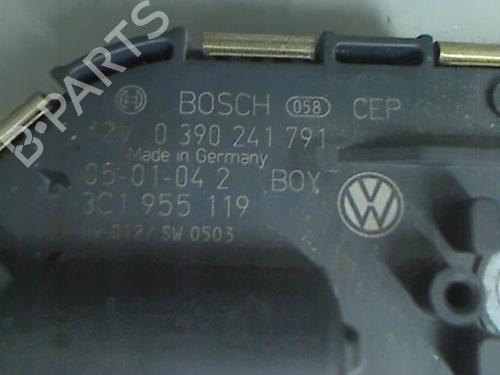 B-PARTS
BOSCH 058 CEP
12V 0 390 241 791
Made in Germany
05-01-04 2 BOY
3C1 955 119
SW 0503